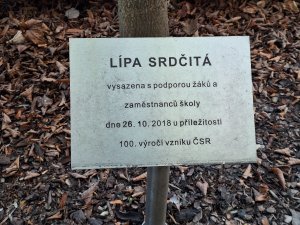 LÍPA SRDČITÁ
vysazena s podporou žáků a
zaměstnanců školy
dne 26. 10. 2018 u příležitosti
100. výročí vzniku ČSR